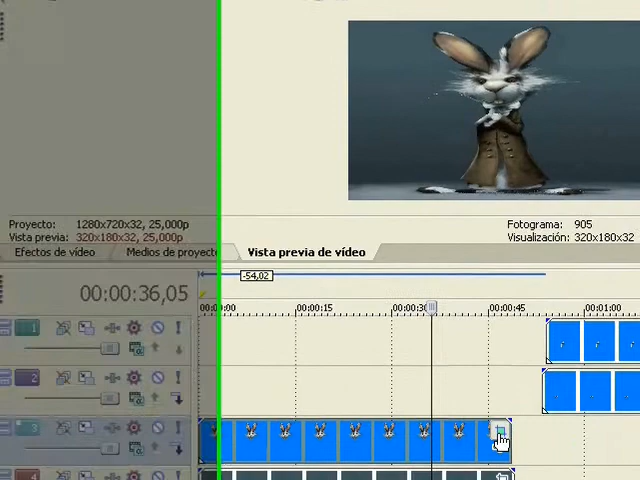 Proyecto: 1280x720x32, 25,000p
Vista previa: 320x180x32, 25,000p
Fotograma: 905
Visualización: 320x180x32
Efectos de vídeo
Medios de proyecto
Vista previa de vídeo
-54,02
00:00:36,05
00:00:00
00:00:15
00:00:30
00:00:45
00:01:00
1
2
3
4